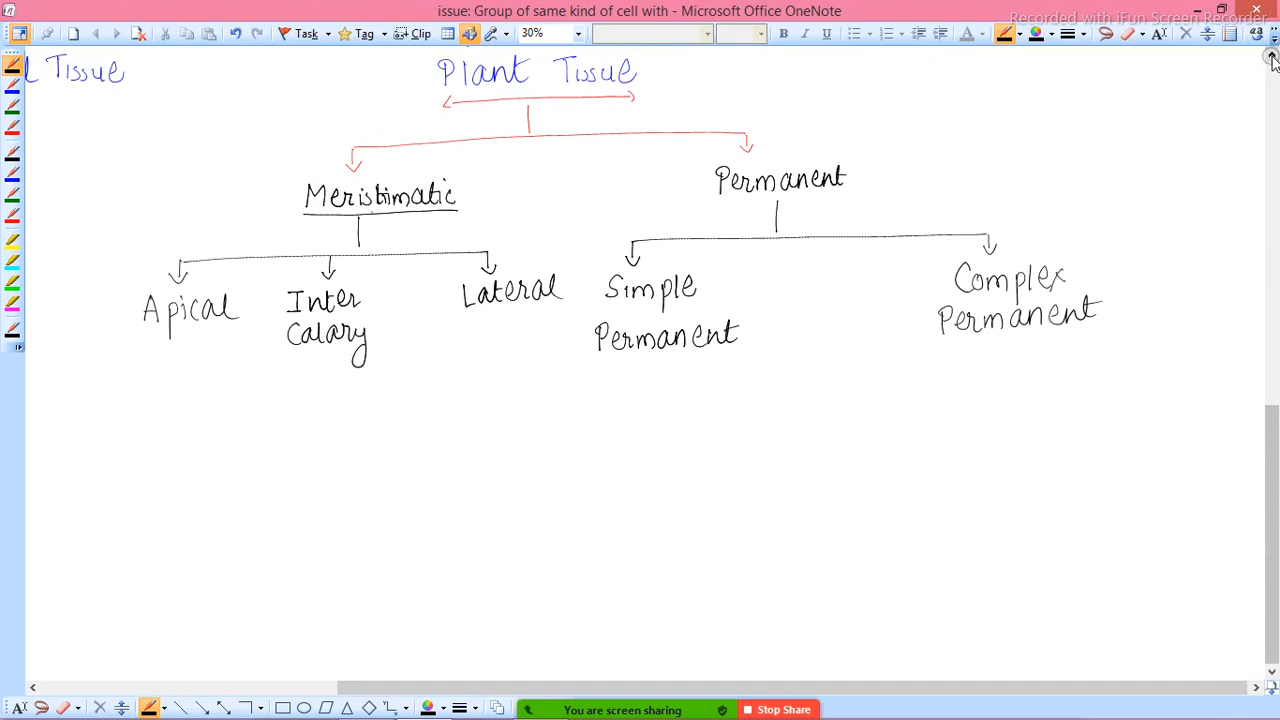 issue: Group of same kind of cell with - Microsoft Office OneNote
Recorded with iFun Screen Recorder
Task Tag Clip 30% B I U
l Tissue
Plant Tissue
Meristimatic
Permanent
Apical
Inter
Calary
Lateral
Simple
Permanent
Complex
Permanent
You are screen sharing
Stop Share